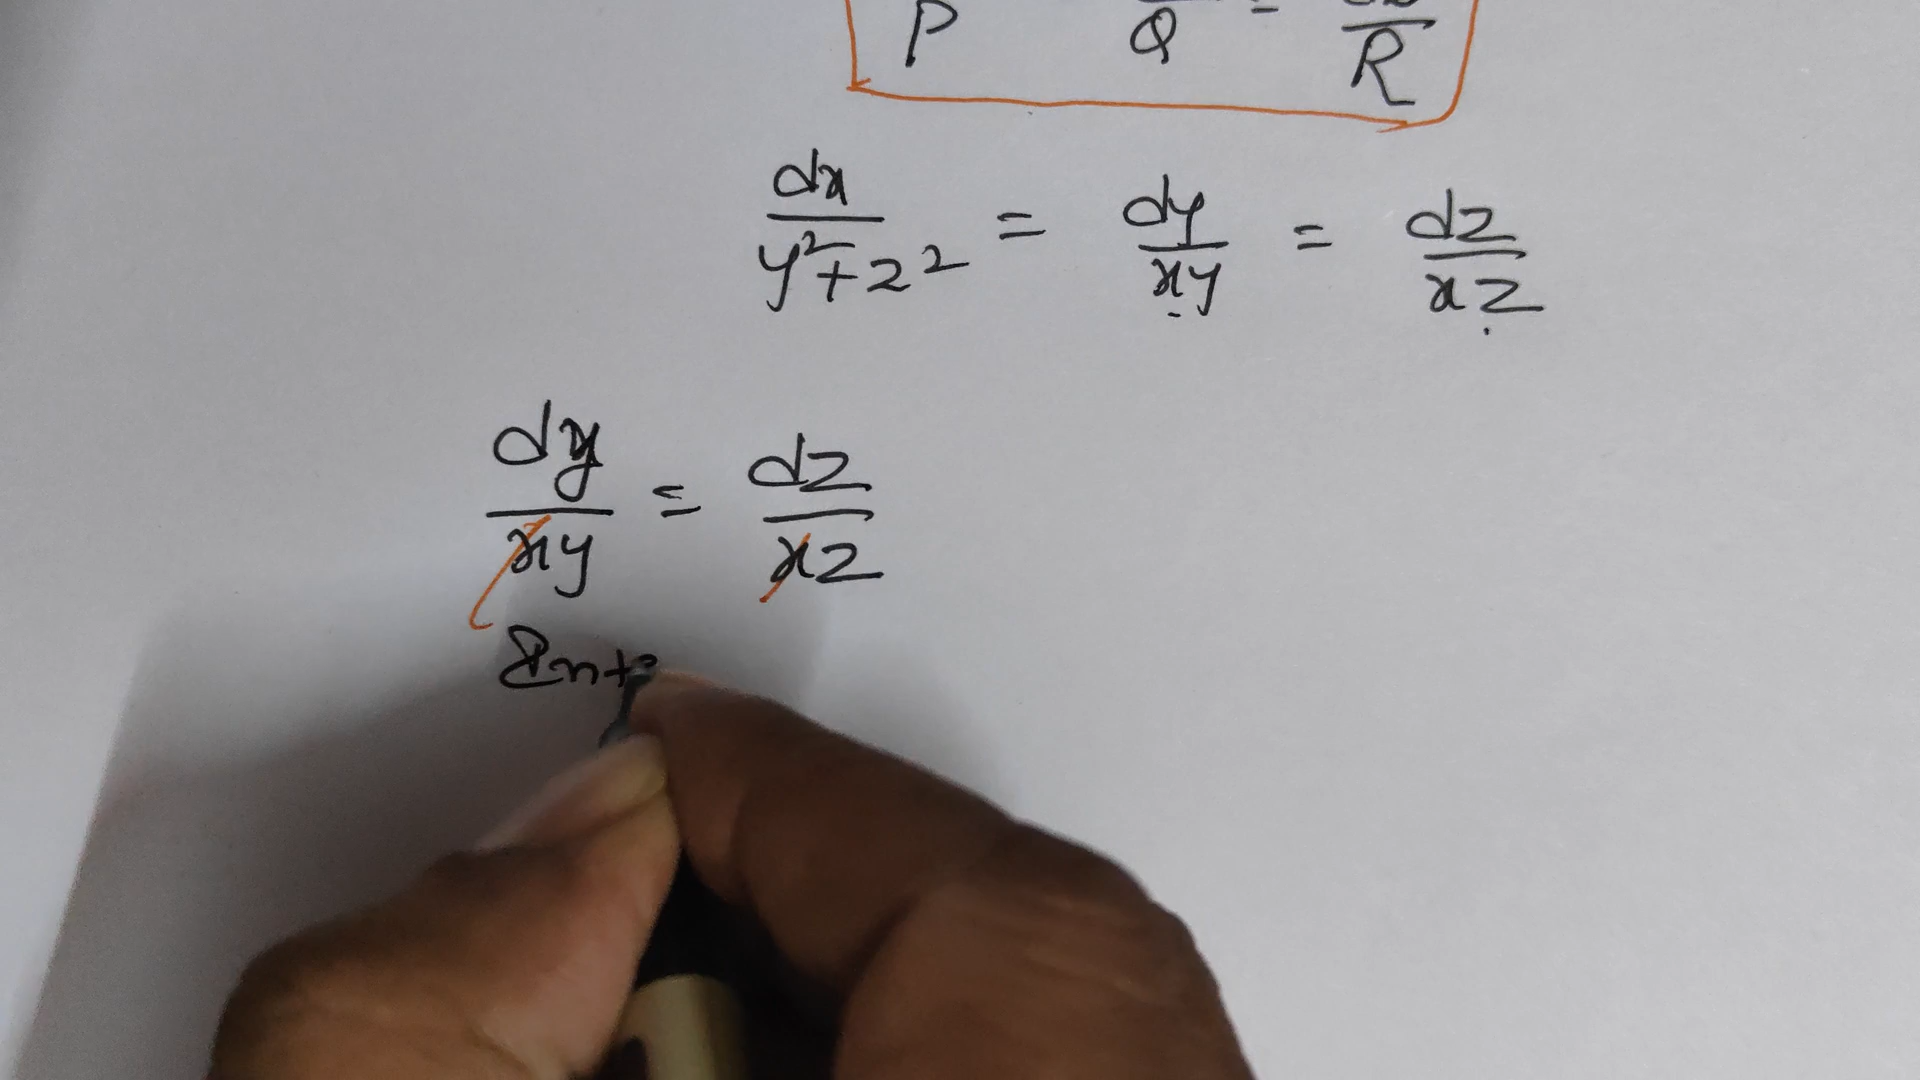 P Q = R
dx/y²+z² = dy/xy = dz/xz
dy/xy = dz/xz
Int